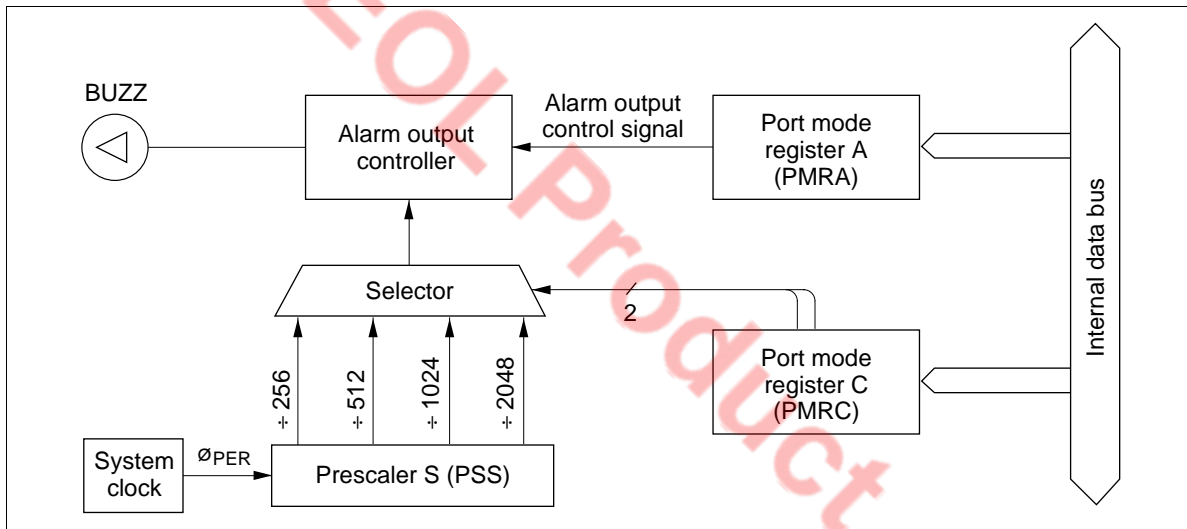 BUZZ
Alarm output
controller
Alarm output
control signal
Port mode
register A
(PMRA)
Internal data bus
Selector
2
Port mode
register C
(PMRC)
÷ 256
÷ 512
÷ 1024
÷ 2048
System
clock
øPER
Prescaler S (PSS)
EOL Product